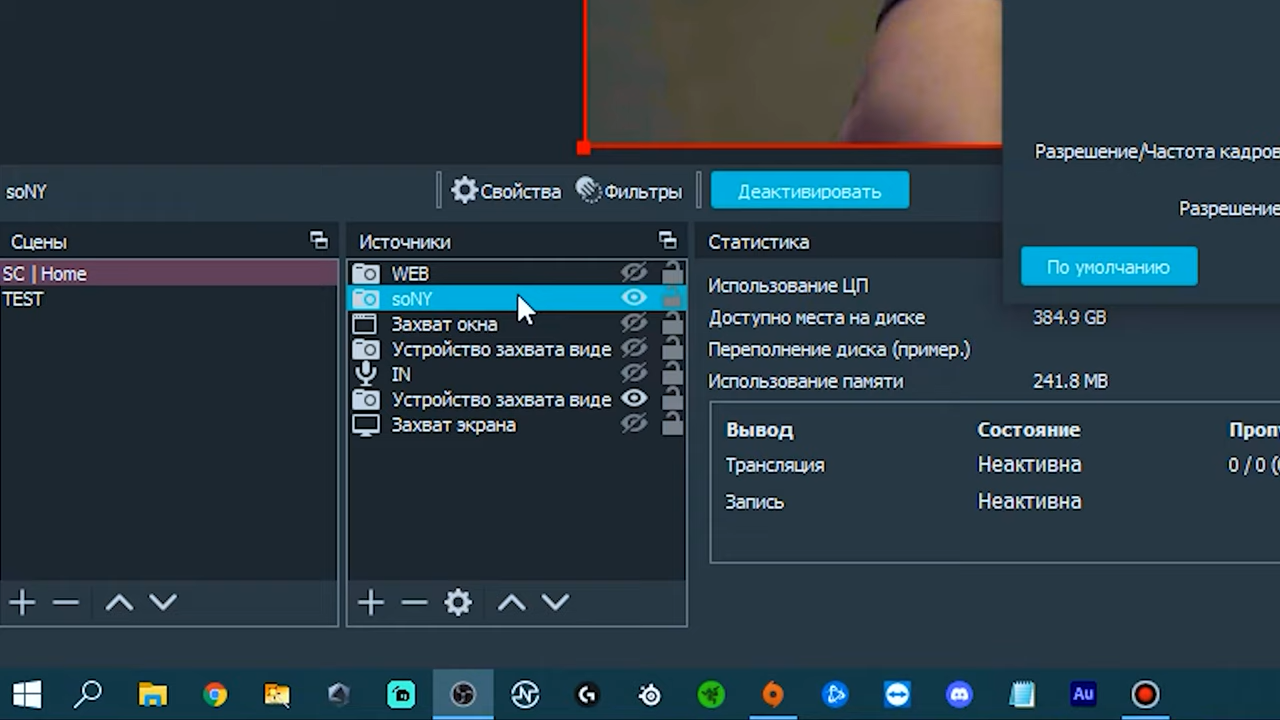 Разрешение/Частота кадров
Разрешение
По умолчанию
soNY
Свойства
Фильтры
Деактивировать
Сцены
SC | Home
TEST
Источники
WEB
soNY
Захват окна
Устройство захвата виде
IN
Устройство захвата виде
Захват экрана
Статистика
Использование ЦП
Доступно места на диске 384.9 GB
Переполнение диска (пример.)
Использование памяти 241.8 MB
Вывод Состояние Проп
Трансляция Неактивна 0 / 0 (
Запись Неактивна
Au